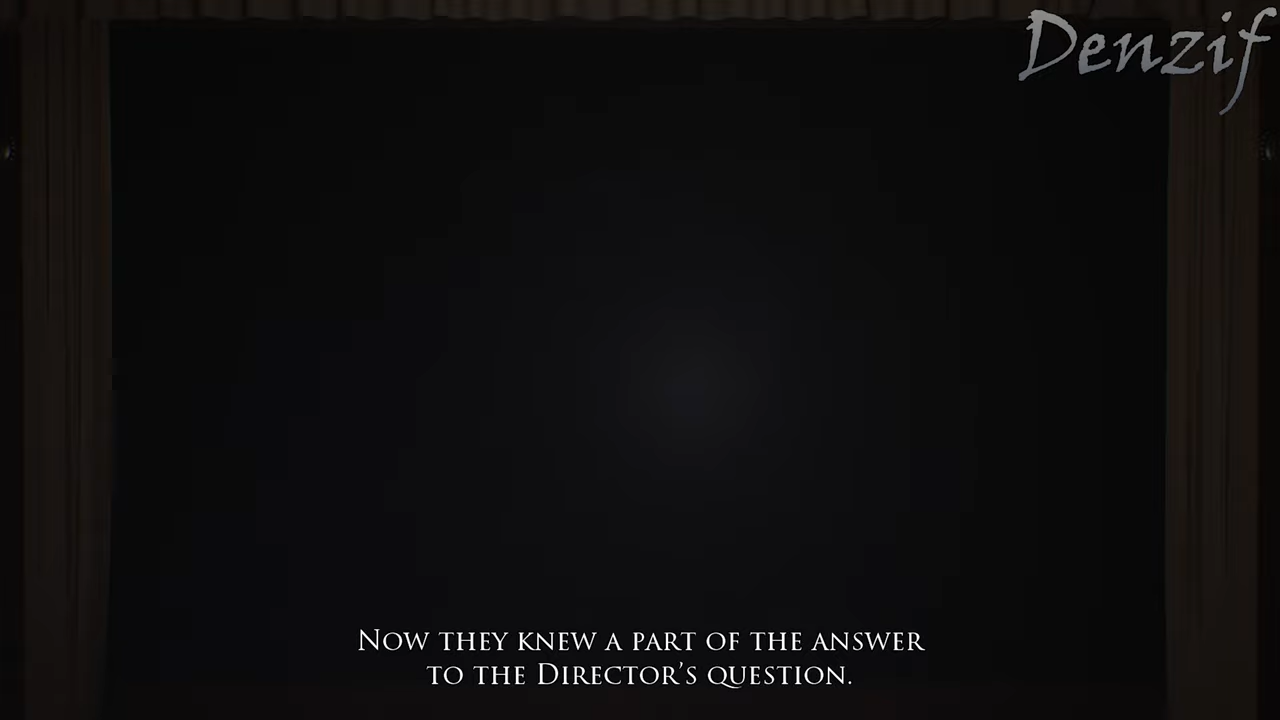 Denzif
Now they knew a part of the answer
to the Director’s question.